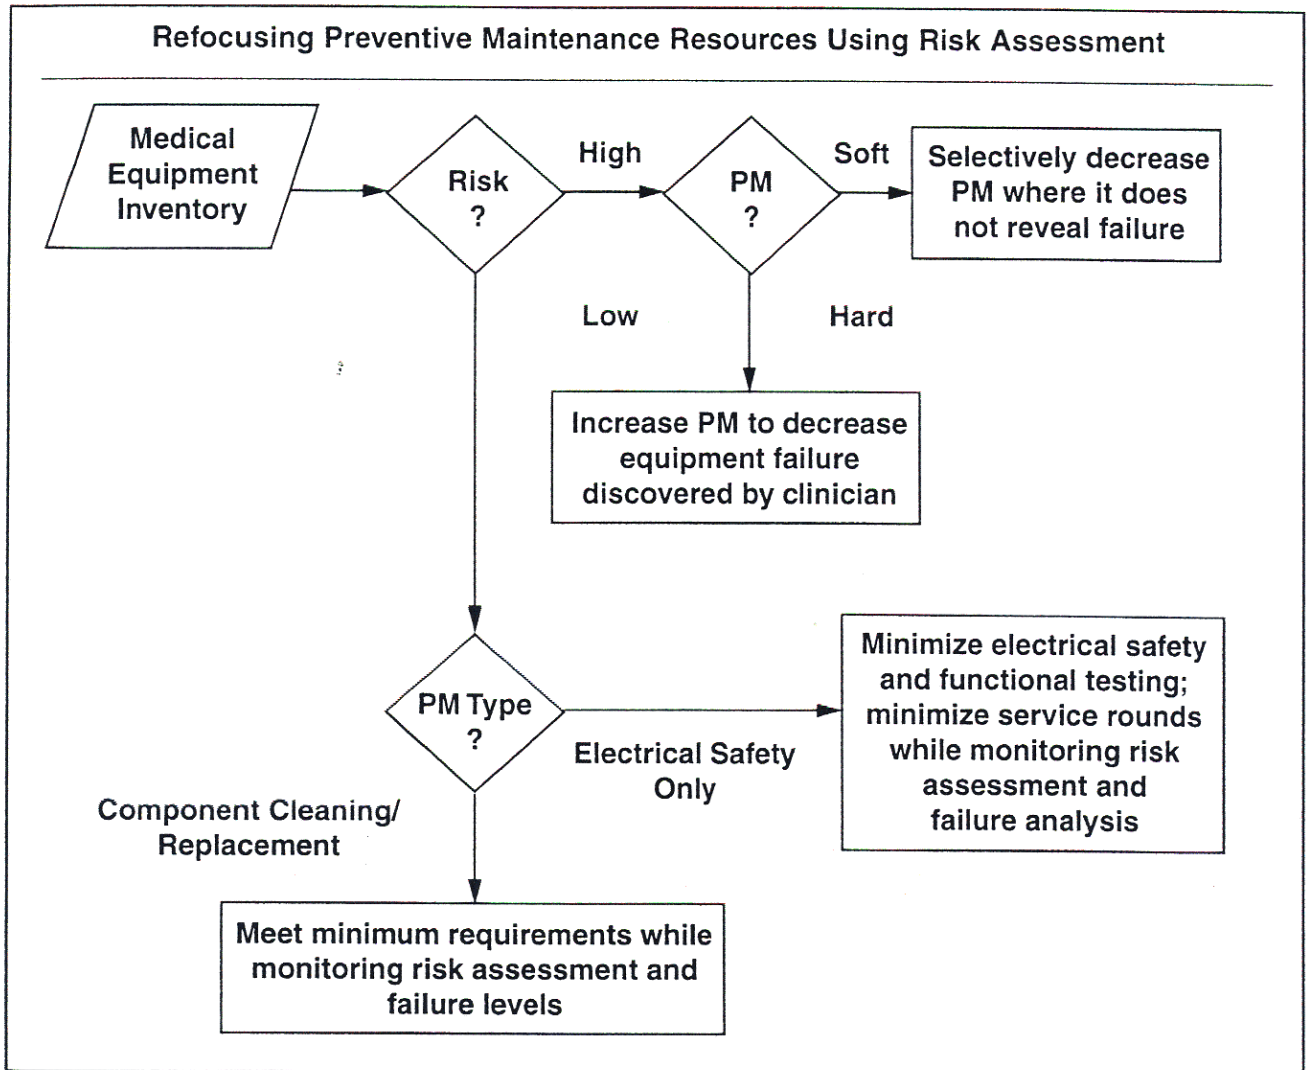 Refocusing Preventive Maintenance Resources Using Risk Assessment
Medical
Equipment
Inventory
Risk
?
High
PM
?
Soft
Selectively decrease
PM where it does
not reveal failure
Low
Hard
Increase PM to decrease
equipment failure
discovered by clinician
PM Type
?
Electrical Safety
Only
Minimize electrical safety
and functional testing;
minimize service rounds
while monitoring risk
assessment and
failure analysis
Component Cleaning/
Replacement
Meet minimum requirements while
monitoring risk assessment and
failure levels